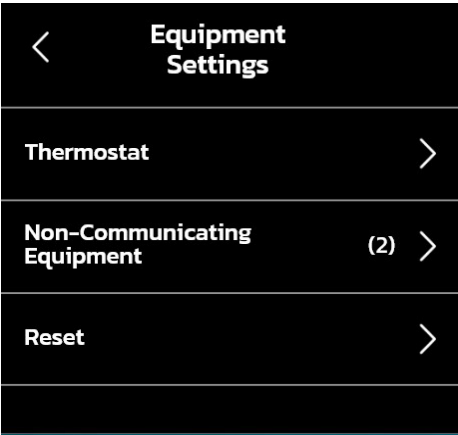 Equipment
Settings
Thermostat
Non-Communicating
Equipment
(2)
Reset